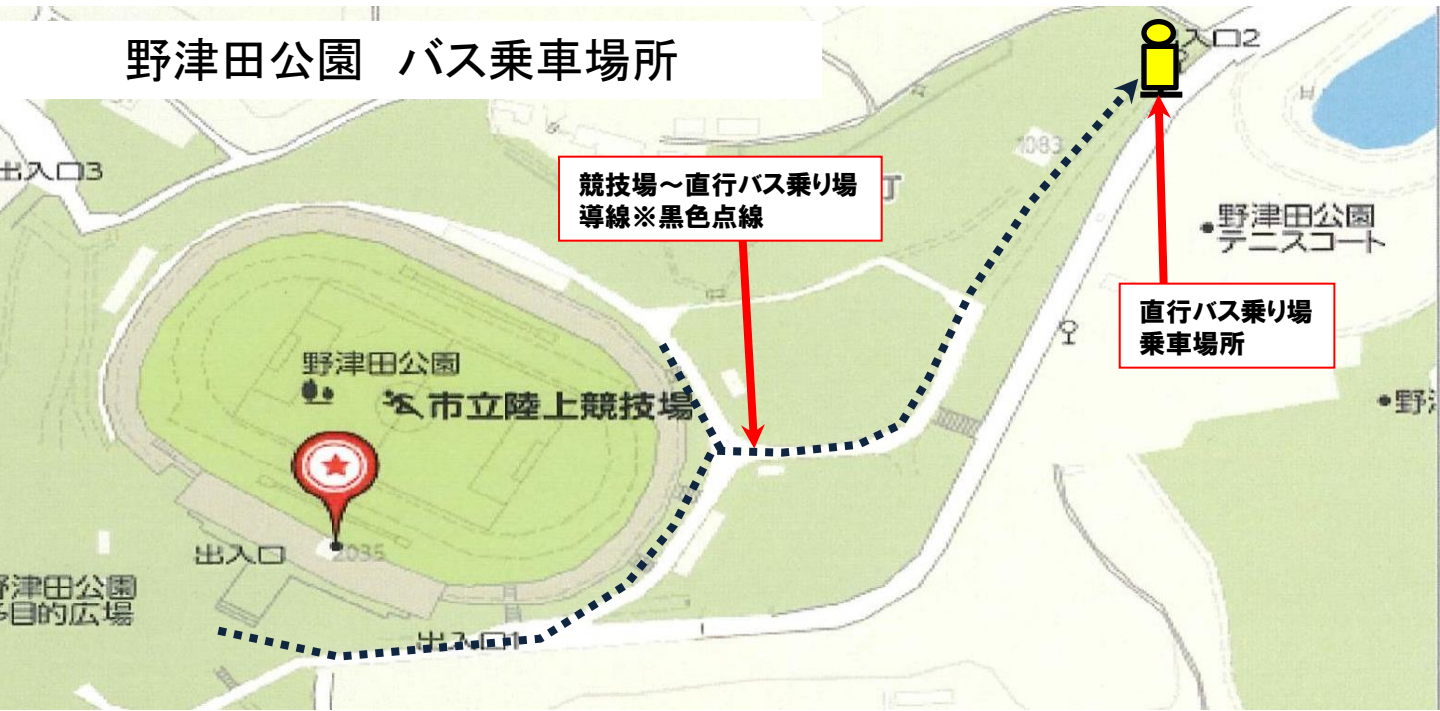 野津田公園　バス乗車場所
入口2
出入口3
1083
競技場～直行バス乗り場
導線※黒色点線
町
野津田公園
テニスコート
直行バス乗り場
乗車場所
野津田公園
市立陸上競技場
野
出入口
2035
野津田公園
多目的広場
出入口1